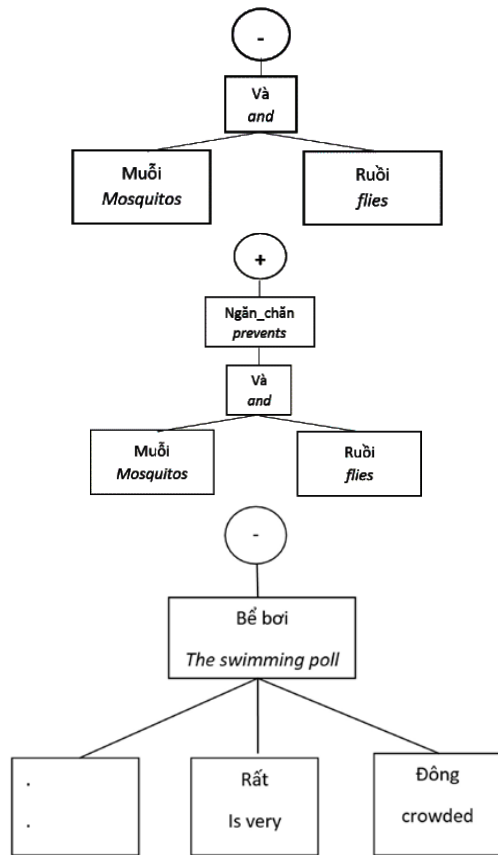 -
Và
and
Muỗi
Mosquitos
Ruồi
flies
+
Ngăn_chặn
prevents
Và
and
Muỗi
Mosquitos
Ruồi
flies
-
Bể bơi
The swimming poll
.
.
Rất
Is very
Đông
crowded